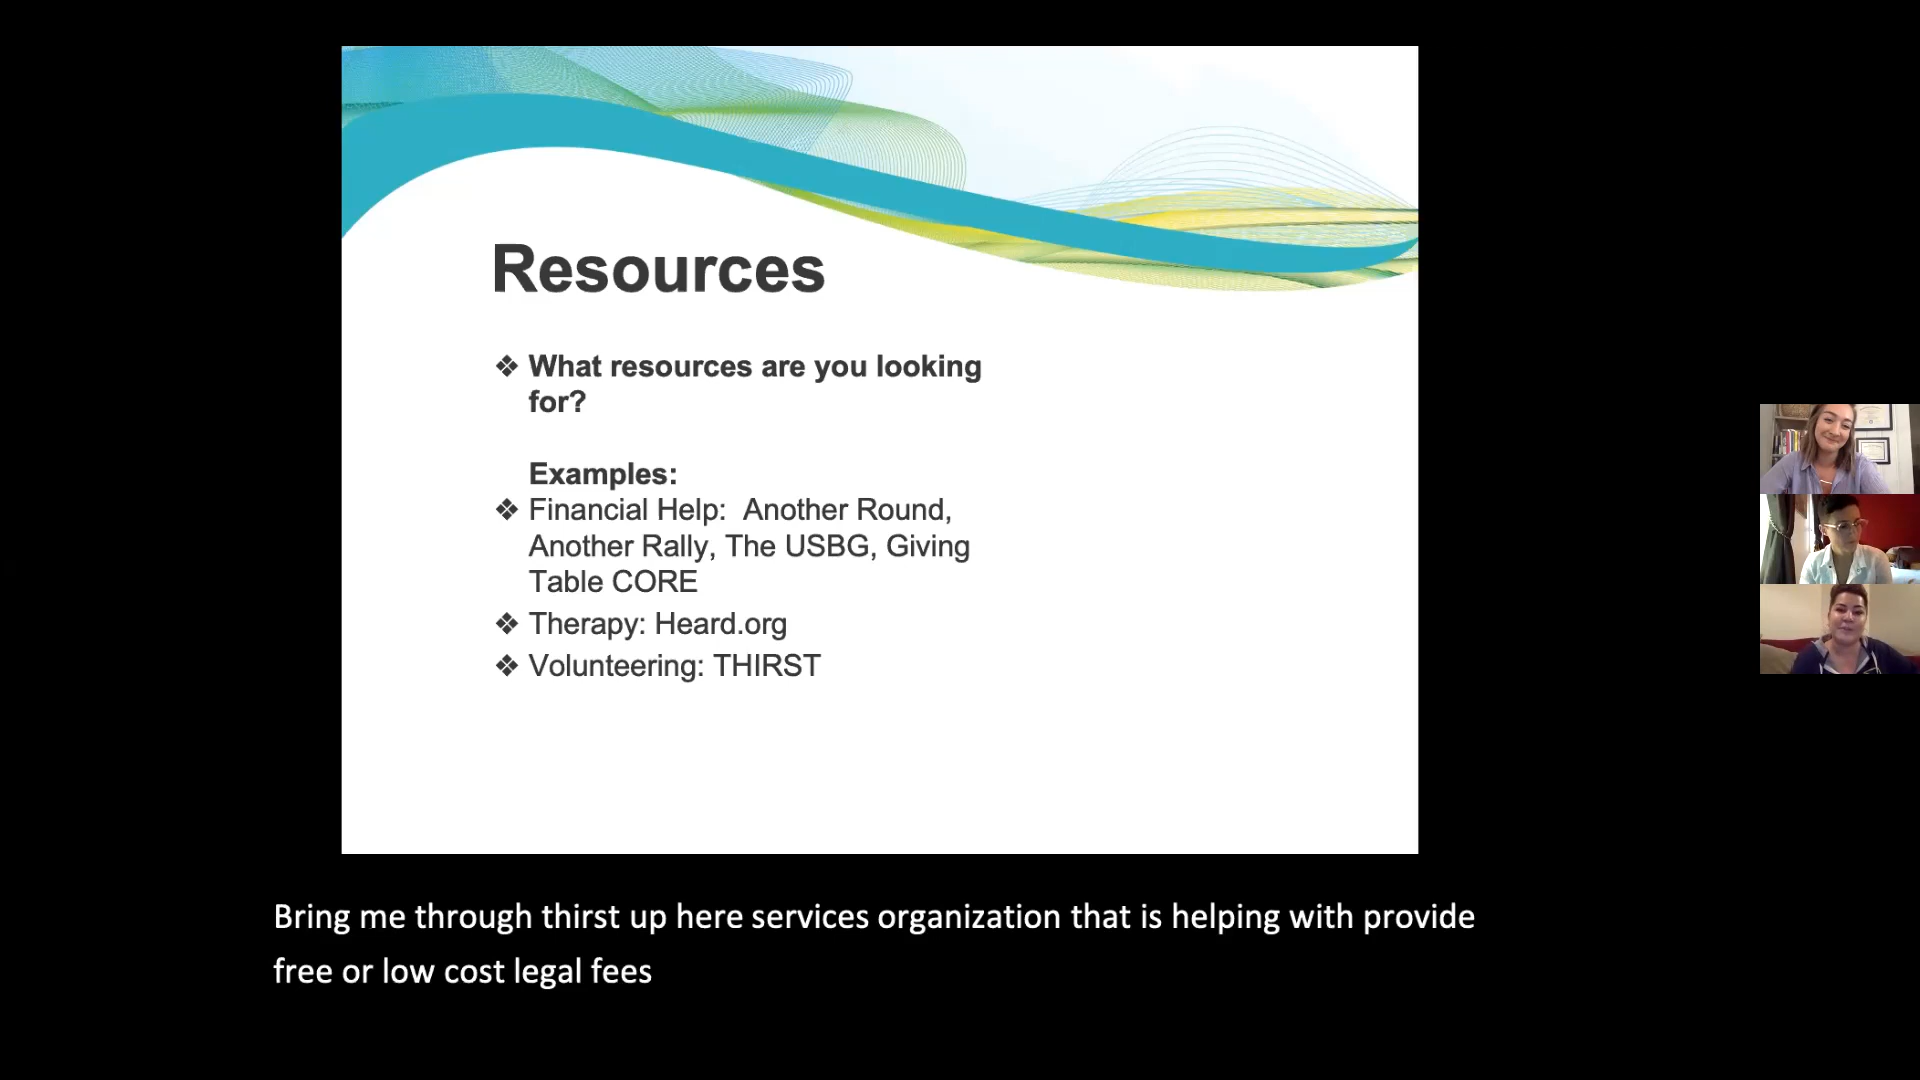 Resources
❖ What resources are you looking
for?
Examples:
❖ Financial Help:  Another Round,
Another Rally, The USBG, Giving
Table CORE
❖ Therapy: Heard.org
❖ Volunteering: THIRST
Bring me through thirst up here services organization that is helping with provide
free or low cost legal fees